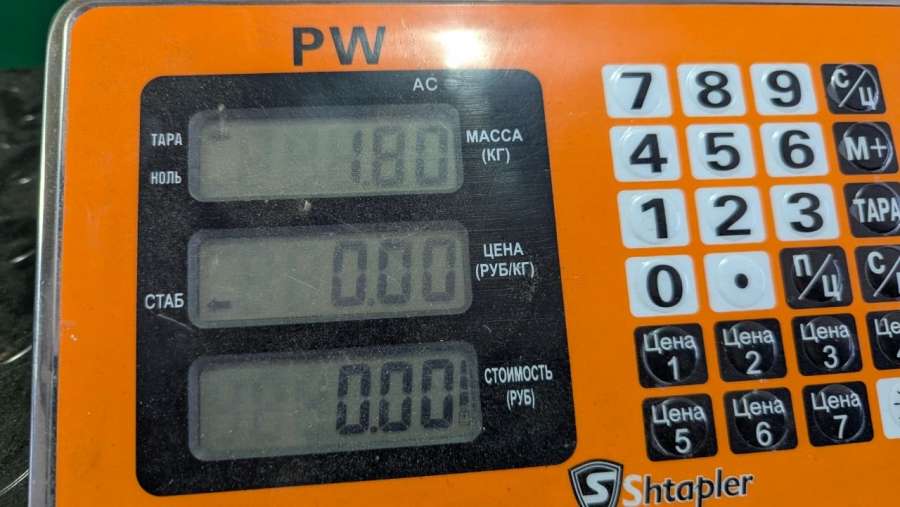 PW
AC
ТАРА
НОЛЬ
1.80
МАССА
(КГ)
СТАБ
0.00
ЦЕНА
(РУБ/КГ)
0.00
СТОИМОСТЬ
(РУБ)
7 8 9 С/Ц
4 5 6 М+
1 2 3 ТАРА
0 • П/Ц
Цена 1 Цена 2 Цена 3
Цена 5 Цена 6 Цена 7
S Shtapler